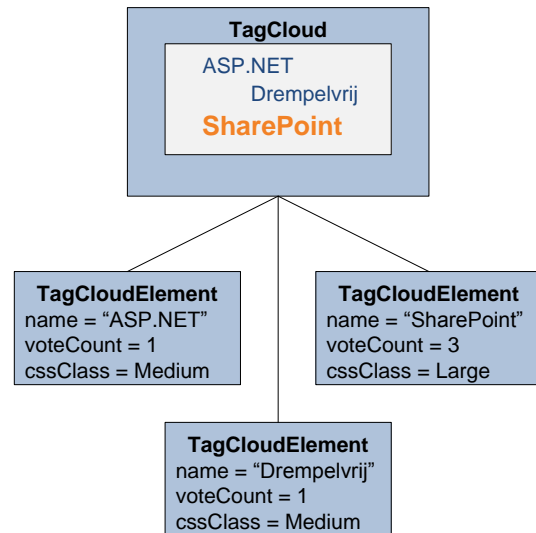 TagCloud
ASP.NET
Drempelvrij
SharePoint
TagCloudElement
name = “ASP.NET”
voteCount = 1
cssClass = Medium
TagCloudElement
name = “SharePoint”
voteCount = 3
cssClass = Large
TagCloudElement
name = “Drempelvrij”
voteCount = 1
cssClass = Medium